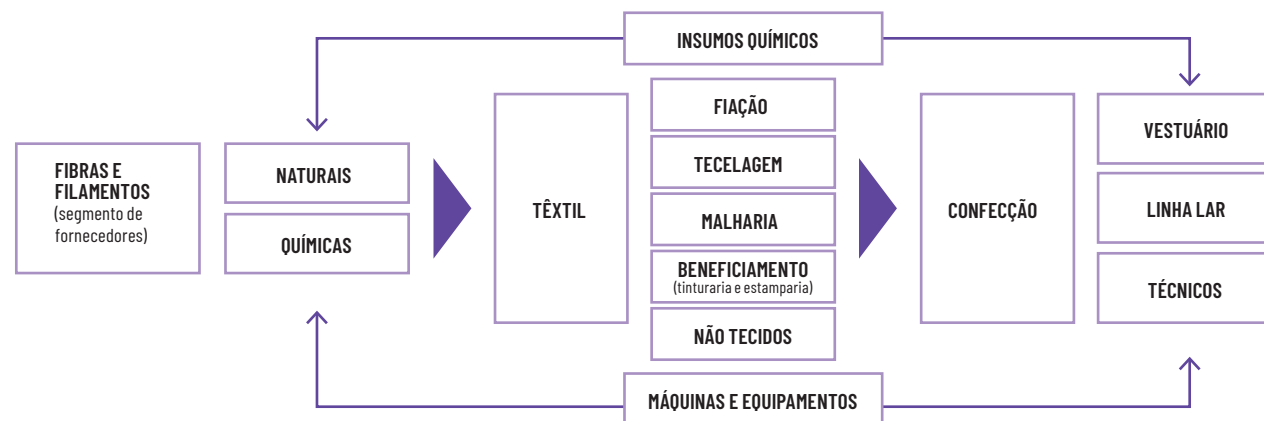 INSUMOS QUÍMICOS
FIBRAS E
FILAMENTOS
(segmento de
fornecedores)
NATURAIS
QUÍMICAS
TÊXTIL
FIAÇÃO
TECELAGEM
MALHARIA
BENEFICIAMENTO
(tinturaria e estamparia)
NÃO TECIDOS
CONFECÇÃO
VESTUÁRIO
LINHA LAR
TÉCNICOS
MÁQUINAS E EQUIPAMENTOS